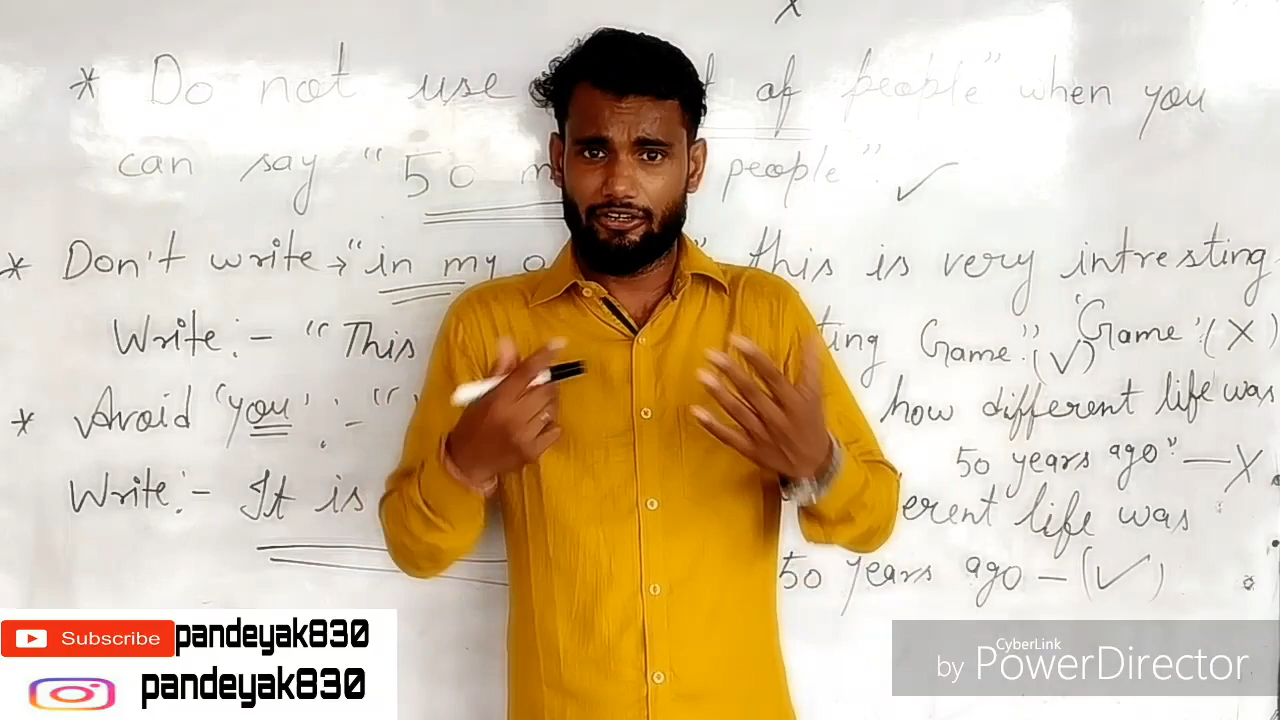 X
* Do not use of people" when you
can say "50 people". ✓
* Don't write → "in my " this is very intresting
Write:- "This ting Game".(✓) 'Game'.(X)
* Avoid 'you' :- " how different life was
50 years ago" — X
Write:- It is erent life was
50 years ago — (✓)
Subscribe pandeyak830
pandeyak830
CyberLink
by PowerDirector